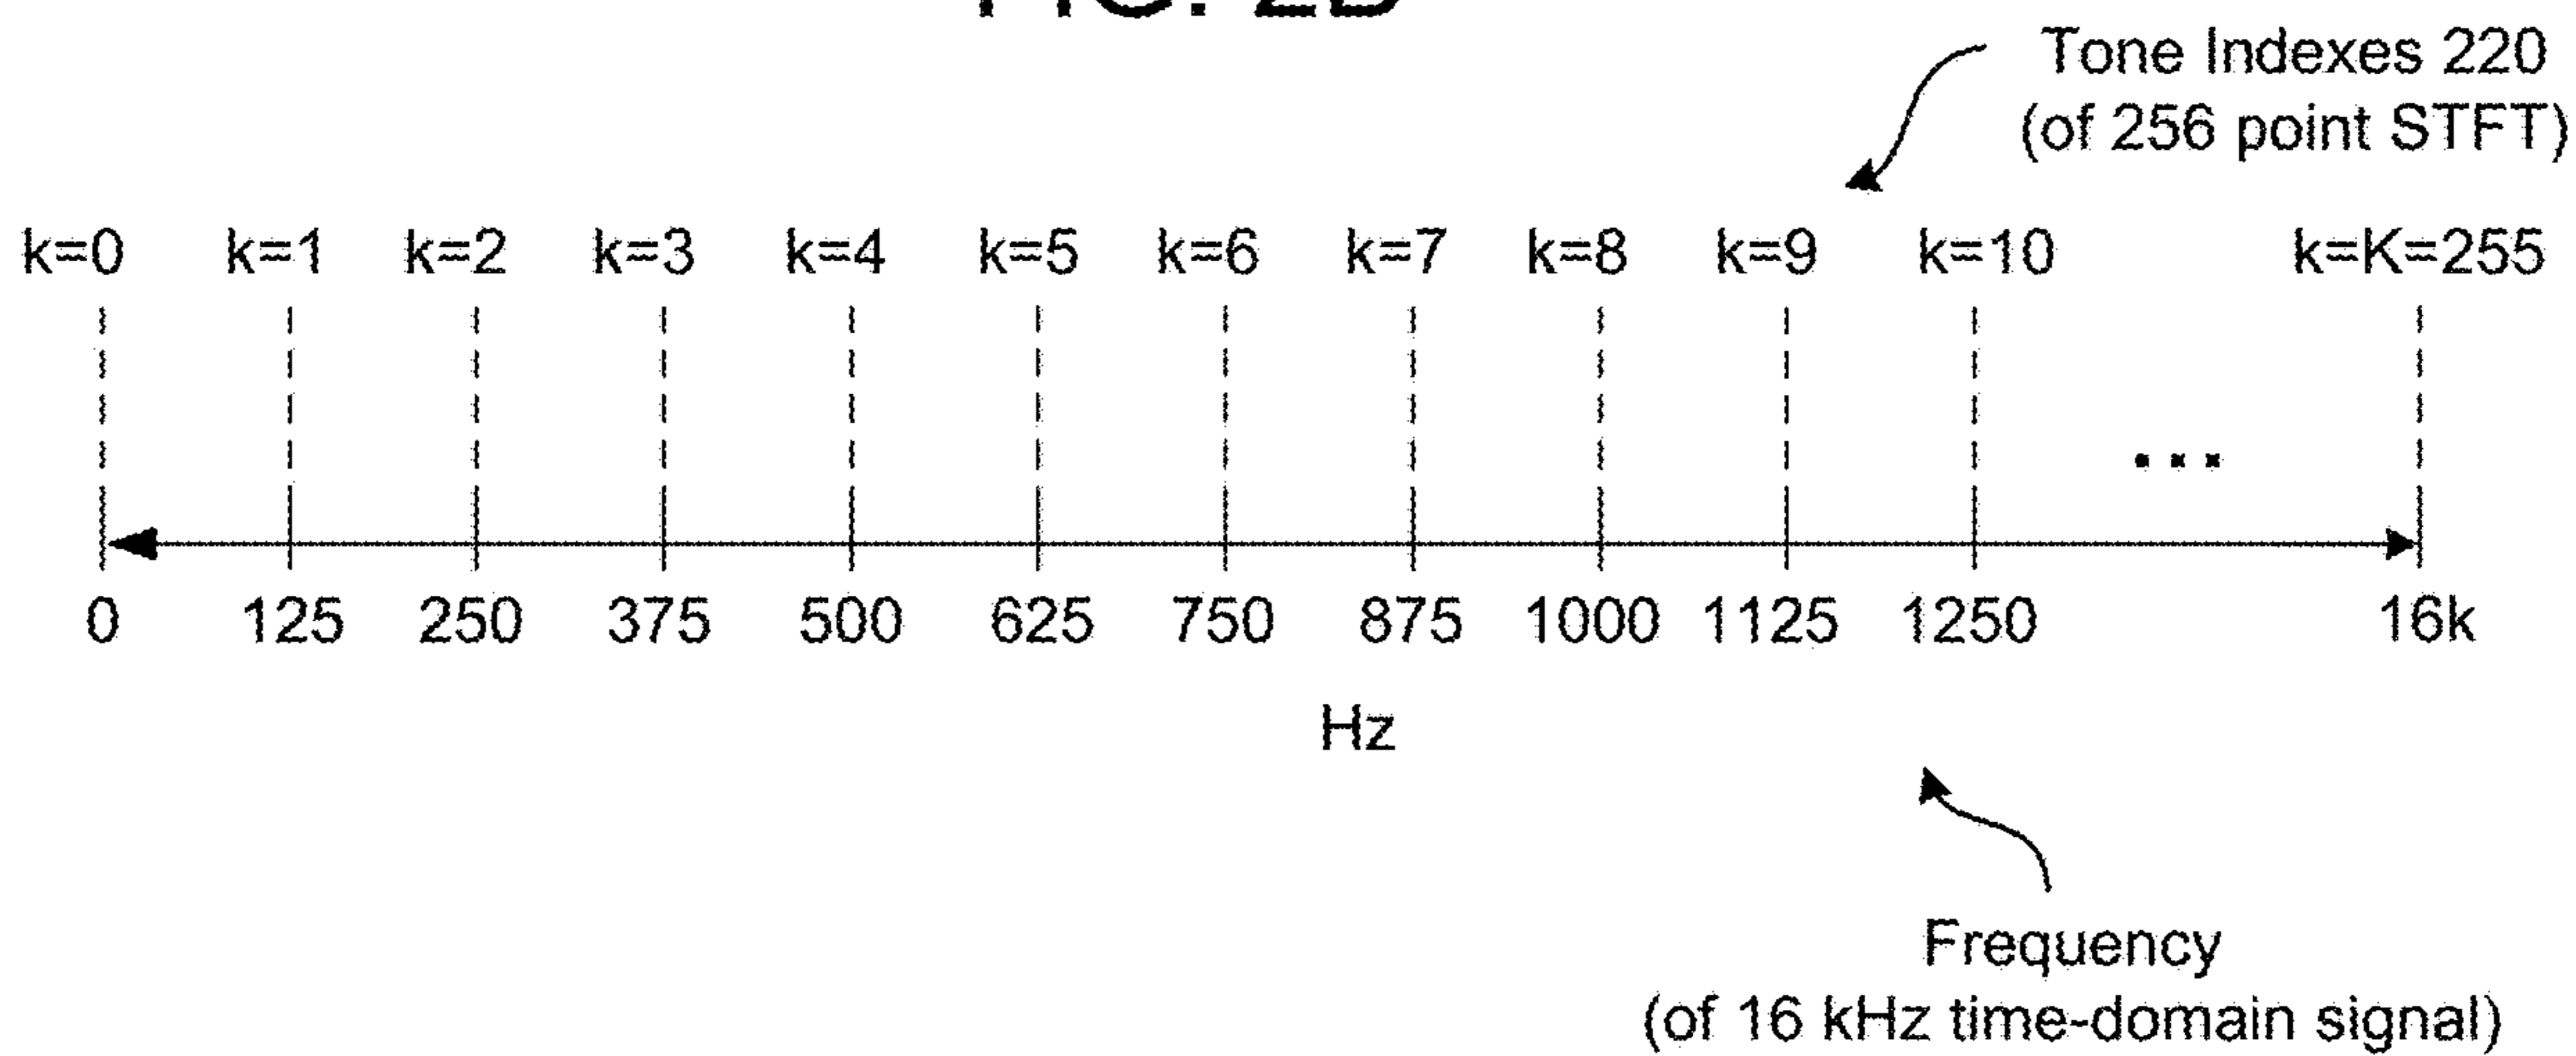 Tone Indexes 220
(of 256 point STFT)
k=0 k=1 k=2 k=3 k=4 k=5 k=6 k=7 k=8 k=9 k=10 k=K=255
...
0 125 250 375 500 625 750 875 1000 1125 1250 16k
Hz
Frequency
(of 16 kHz time-domain signal)